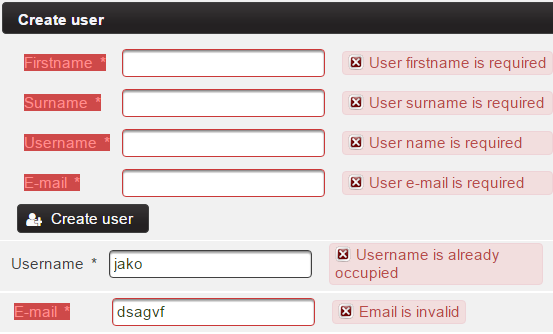 Create user
Firstname * User firstname is required
Surname * User surname is required
Username * User name is required
E-mail * User e-mail is required
Create user
Username * jako Username is already
occupied
E-mail * dsagvf Email is invalid